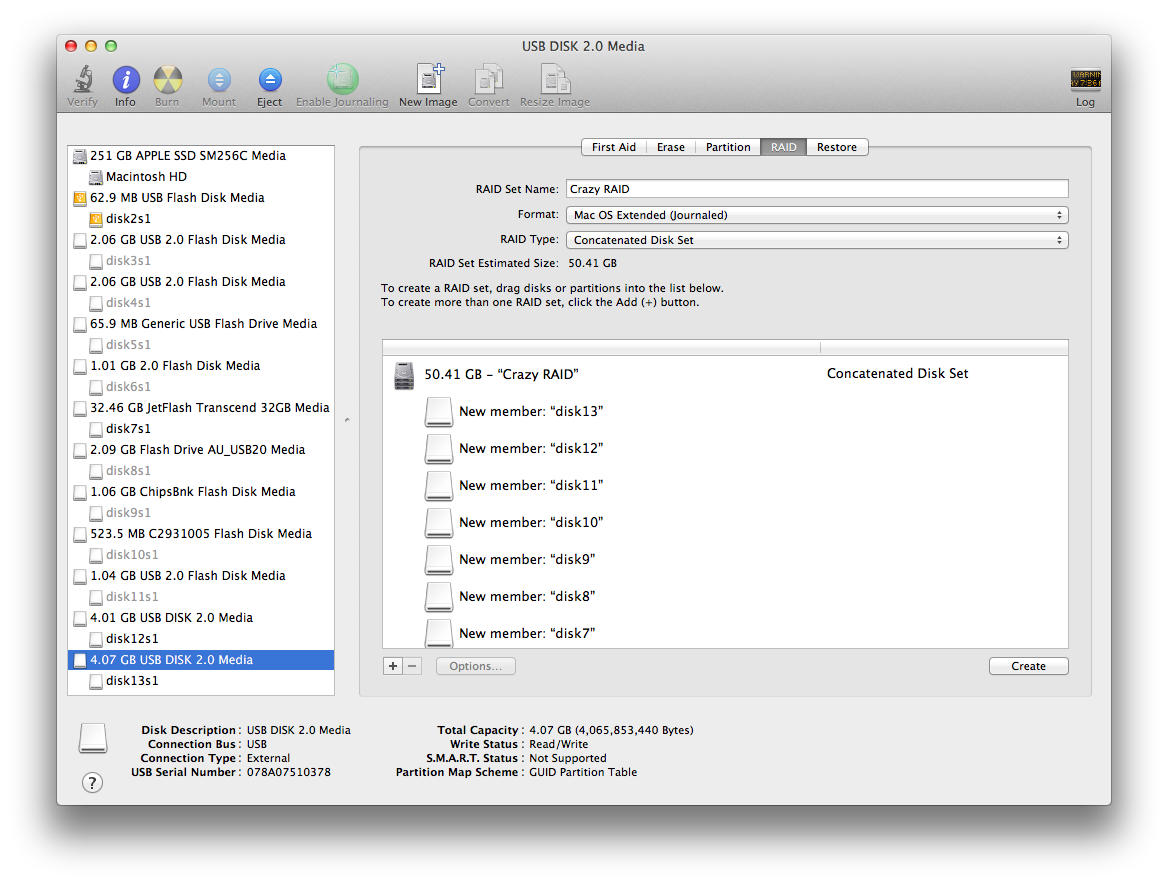 USB DISK 2.0 Media
Verify
Info
Burn
Mount
Eject
Enable Journaling
New Image
Convert
Resize Image
Log
251 GB APPLE SSD SM256C Media
Macintosh HD
62.9 MB USB Flash Disk Media
disk2s1
2.06 GB USB 2.0 Flash Disk Media
disk3s1
2.06 GB USB 2.0 Flash Disk Media
disk4s1
65.9 MB Generic USB Flash Drive Media
disk5s1
1.01 GB 2.0 Flash Disk Media
disk6s1
32.46 GB JetFlash Transcend 32GB Media
disk7s1
2.09 GB Flash Drive AU_USB20 Media
disk8s1
1.06 GB ChipsBnk Flash Disk Media
disk9s1
523.5 MB C2931005 Flash Disk Media
disk10s1
1.04 GB USB 2.0 Flash Disk Media
disk11s1
4.01 GB USB DISK 2.0 Media
disk12s1
4.07 GB USB DISK 2.0 Media
disk13s1
First Aid
Erase
Partition
RAID
Restore
RAID Set Name: Crazy RAID
Format: Mac OS Extended (Journaled)
RAID Type: Concatenated Disk Set
RAID Set Estimated Size: 50.41 GB
To create a RAID set, drag disks or partitions into the list below.
To create more than one RAID set, click the Add (+) button.
50.41 GB – “Crazy RAID” Concatenated Disk Set
New member: “disk13”
New member: “disk12”
New member: “disk11”
New member: “disk10”
New member: “disk9”
New member: “disk8”
New member: “disk7”
+ −
Options...
Create
Disk Description : USB DISK 2.0 Media
Connection Bus : USB
Connection Type : External
USB Serial Number : 078A07510378
Total Capacity : 4.07 GB (4,065,853,440 Bytes)
Write Status : Read/Write
S.M.A.R.T. Status : Not Supported
Partition Map Scheme : GUID Partition Table
?